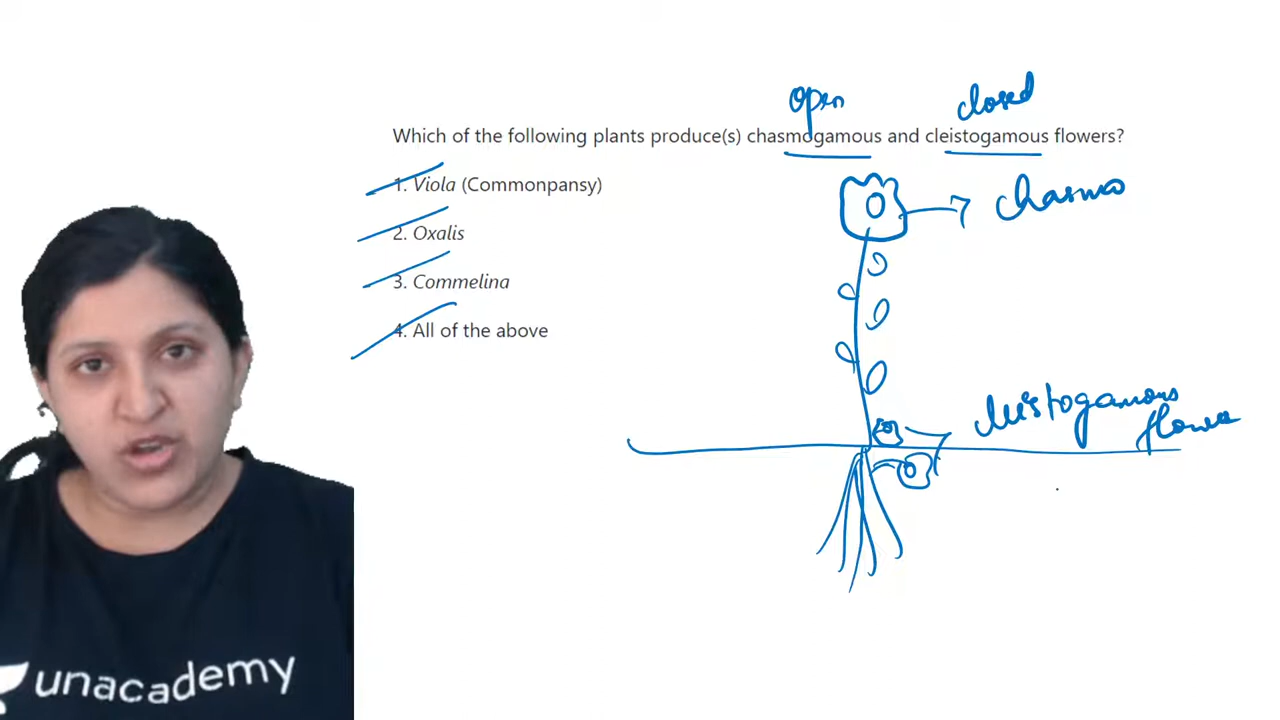 open closed
Which of the following plants produce(s) chasmogamous and cleistogamous flowers?
1. Viola (Commonpansy)
chasmo
2. Oxalis
3. Commelina
4. All of the above
cleistogamous
flower
unacademy